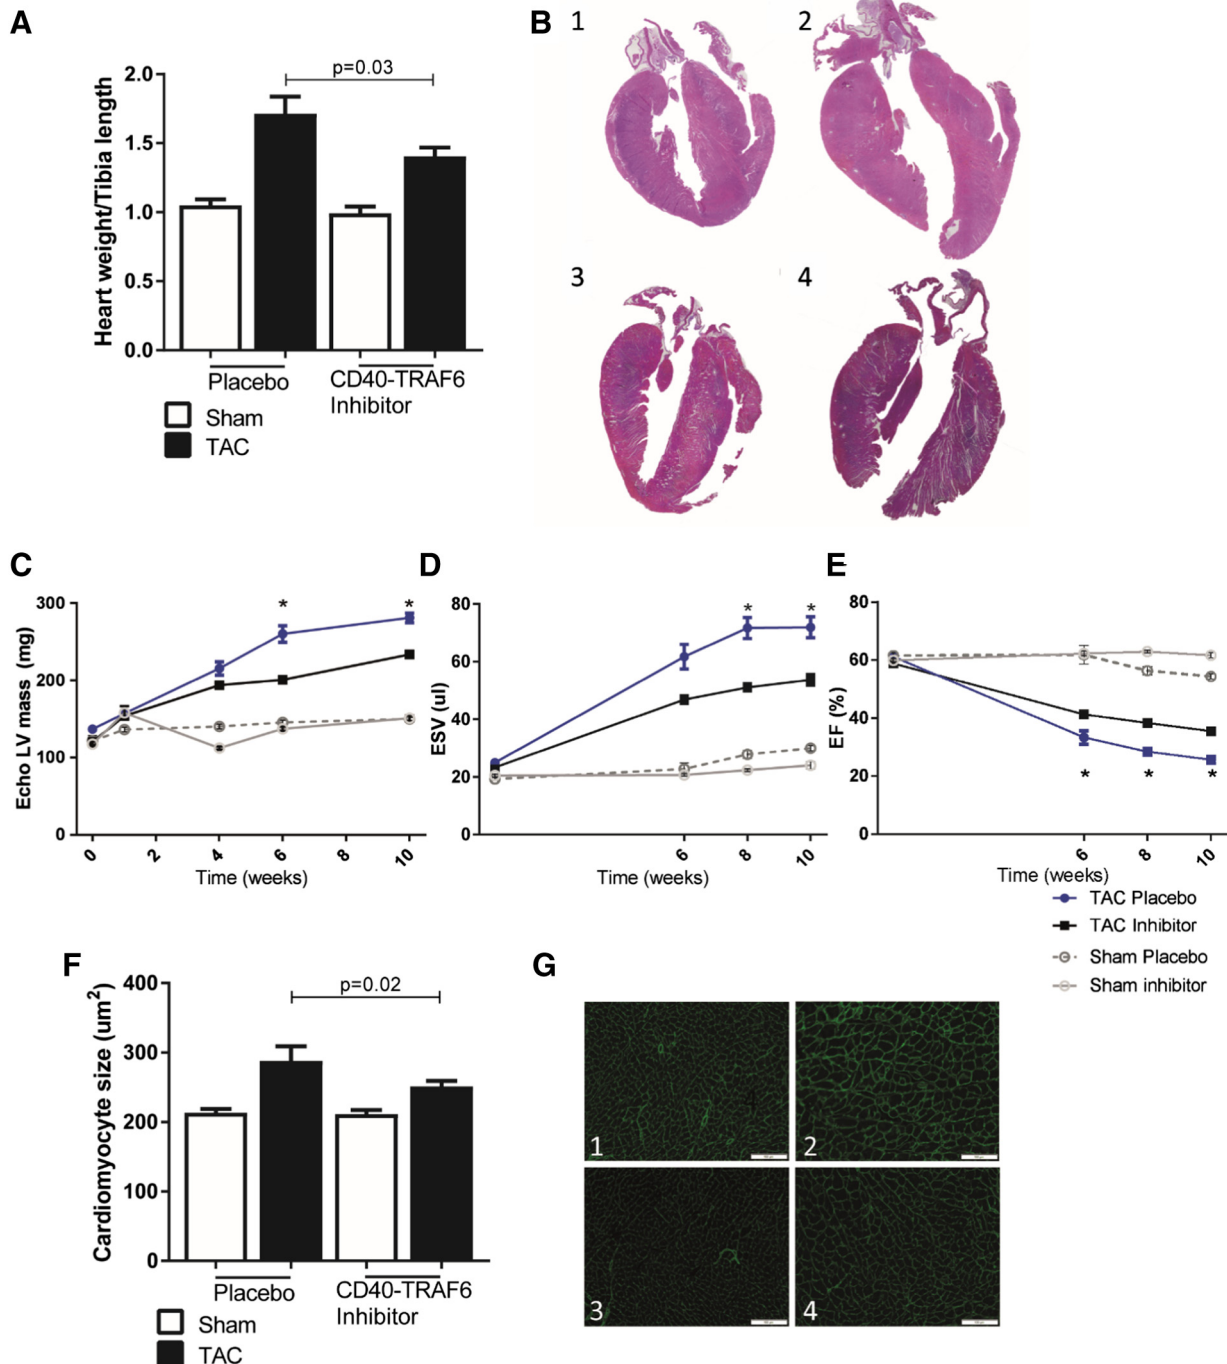 A
B
1
2
3
4
Heart weight/Tibia length
2.0
1.5
1.0
0.5
0.0
p=0.03
Placebo
CD40-TRAF6
Inhibitor
Sham
TAC
C
Echo LV mass (mg)
300
200
100
0
*
*
0
2
4
6
8
10
Time (weeks)
D
ESV (ul)
80
60
40
20
0
*
*
6
8
10
Time (weeks)
E
EF (%)
80
60
40
20
0
*
*
*
6
8
10
Time (weeks)
TAC Placebo
TAC Inhibitor
Sham Placebo
Sham inhibitor
F
Cardiomyocyte size (um²)
400
300
200
100
0
p=0.02
Placebo
CD40-TRAF6
Inhibitor
Sham
TAC
G
1
2
3
4